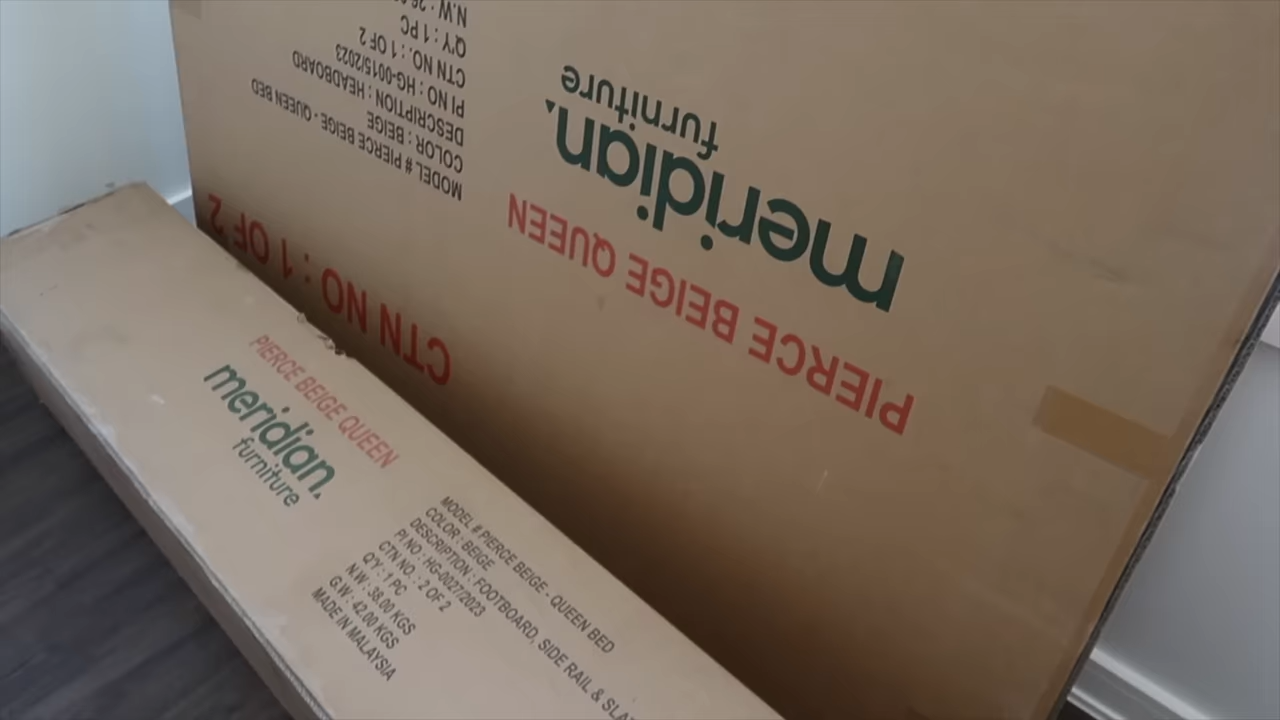 PIERCE BEIGE QUEEN
meridian.
furniture
CTN NO : 1 OF 2
MODEL # PIERCE BEIGE - QUEEN BED
COLOR : BEIGE
DESCRIPTION : HEADBOARD
PI NO : HG-0015/2023
CTN NO. : 1 OF 2
Q'Y : 1 PC
N.W : 26
PIERCE BEIGE QUEEN
meridian.
furniture
MODEL # PIERCE BEIGE - QUEEN BED
COLOR : BEIGE
DESCRIPTION : FOOTBOARD, SIDE RAIL & SLAT
PI NO : HG-0027/2023
CTN NO. : 2 OF 2
Q'Y : 1 PC
N.W : 38.00 KGS
G.W : 42.00 KGS
MADE IN MALAYSIA